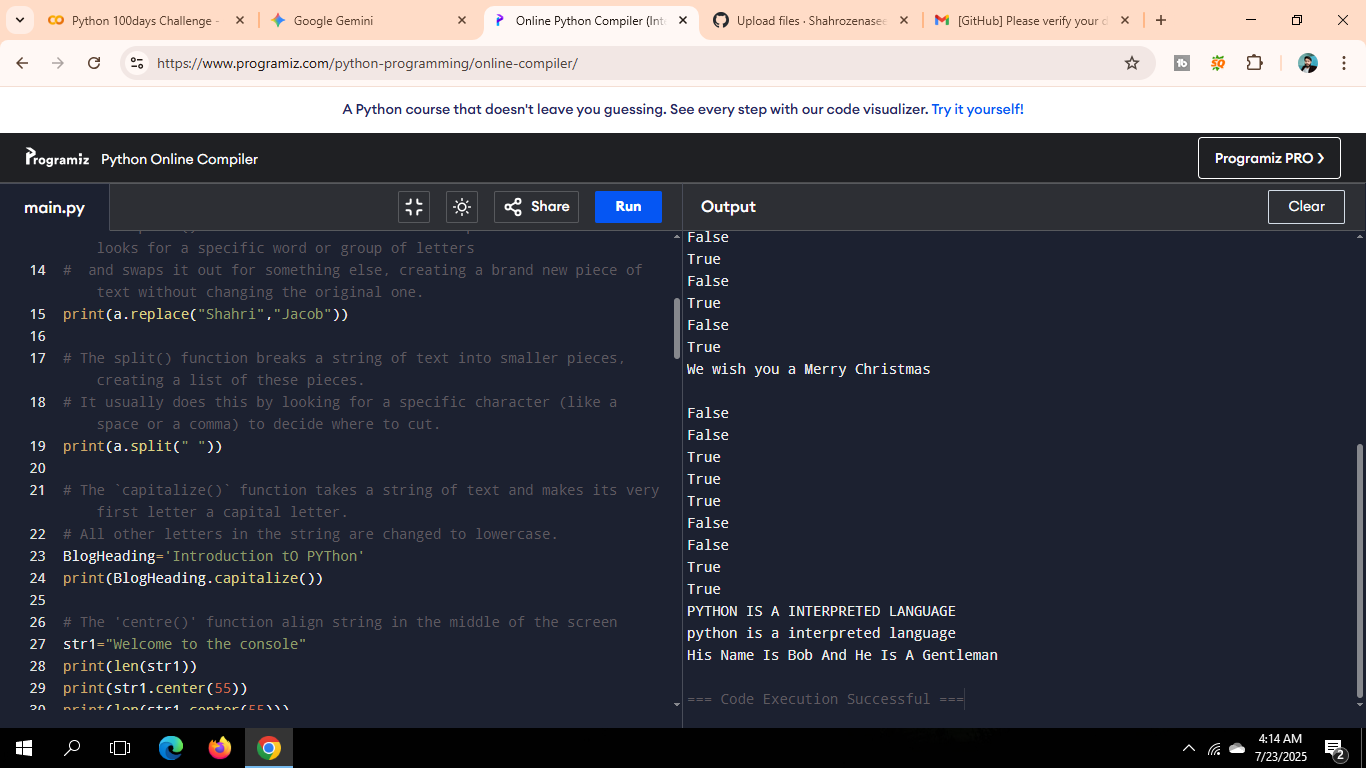 Python 100days Challenge -
Google Gemini
Online Python Compiler (Int
Upload files · Shahrozenasee
[GitHub] Please verify your d
https://www.programiz.com/python-programming/online-compiler/
A Python course that doesn't leave you guessing. See every step with our code visualizer. Try it yourself!
Programiz Python Online Compiler
Programiz PRO ❯
main.py
Share
Run
Output
Clear
looks for a specific word or group of letters
14 #  and swaps it out for something else, creating a brand new piece of
text without changing the original one.
15 print(a.replace("Shahri","Jacob"))
16
17 # The split() function breaks a string of text into smaller pieces,
creating a list of these pieces.
18 # It usually does this by looking for a specific character (like a
space or a comma) to decide where to cut.
19 print(a.split(" "))
20
21 # The `capitalize()` function takes a string of text and makes its very
first letter a capital letter.
22 # All other letters in the string are changed to lowercase.
23 BlogHeading='Introduction tO PYThon'
24 print(BlogHeading.capitalize())
25
26 # The 'centre()' function align string in the middle of the screen
27 str1="Welcome to the console"
28 print(len(str1))
29 print(str1.center(55))
30 print(len(str1.center(55)))
False
True
False
True
False
True
We wish you a Merry Christmas
False
False
True
True
True
False
False
True
True
PYTHON IS A INTERPRETED LANGUAGE
python is a interpreted language
His Name Is Bob And He Is A Gentleman
=== Code Execution Successful ===
4:14 AM
7/23/2025
2